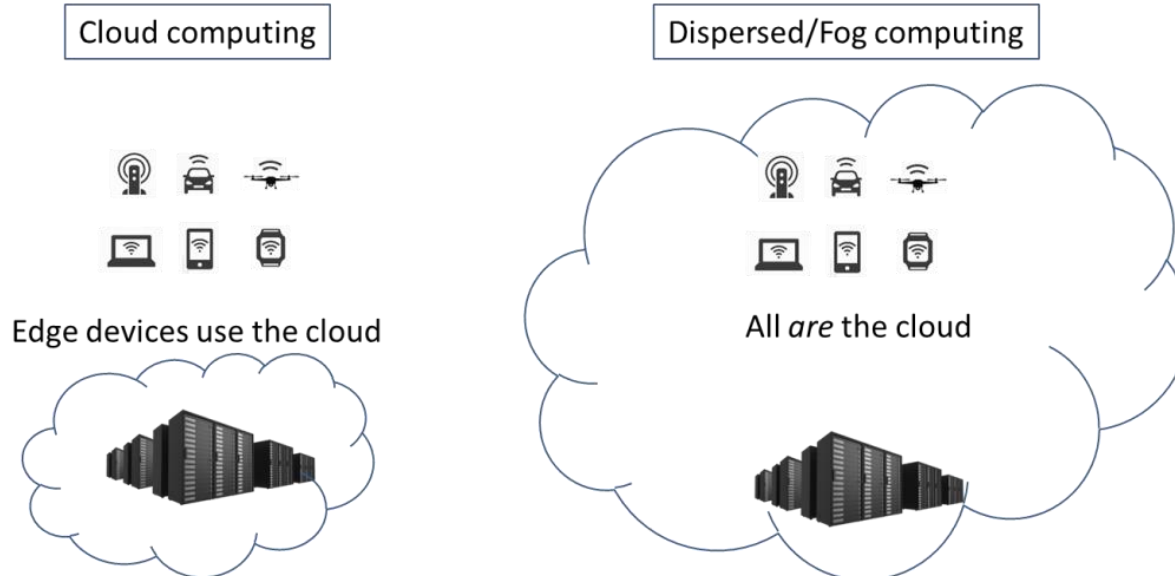 Cloud computing
Dispersed/Fog computing
Edge devices use the cloud
All are the cloud